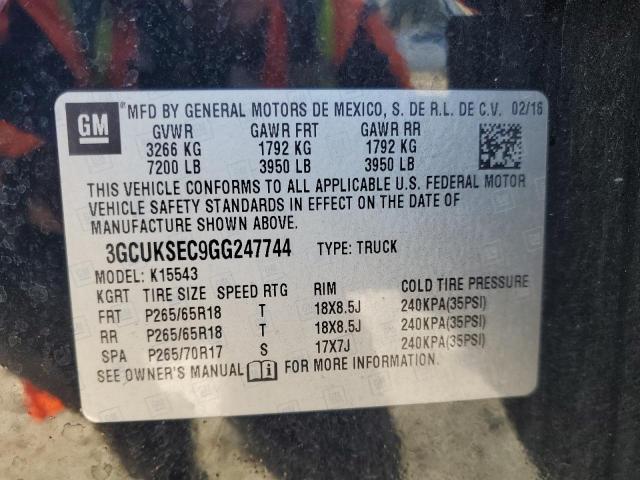 GM ® MFD BY GENERAL MOTORS DE MEXICO, S. DE R.L. DE C.V. 02/16
GVWR GAWR FRT GAWR RR
3266 KG 1792 KG 1792 KG
7200 LB 3950 LB 3950 LB
THIS VEHICLE CONFORMS TO ALL APPLICABLE U.S. FEDERAL MOTOR
VEHICLE SAFETY STANDARDS IN EFFECT ON THE DATE OF
MANUFACTURE SHOWN ABOVE.
3GCUKSEC9GG247744 TYPE: TRUCK
MODEL: K15543
KGRT TIRE SIZE SPEED RTG RIM COLD TIRE PRESSURE
FRT P265/65R18 T 18X8.5J 240KPA(35PSI)
RR P265/65R18 T 18X8.5J 240KPA(35PSI)
SPA P265/70R17 S 17X7J 240KPA(35PSI)
SEE OWNER'S MANUAL FOR MORE INFORMATION.